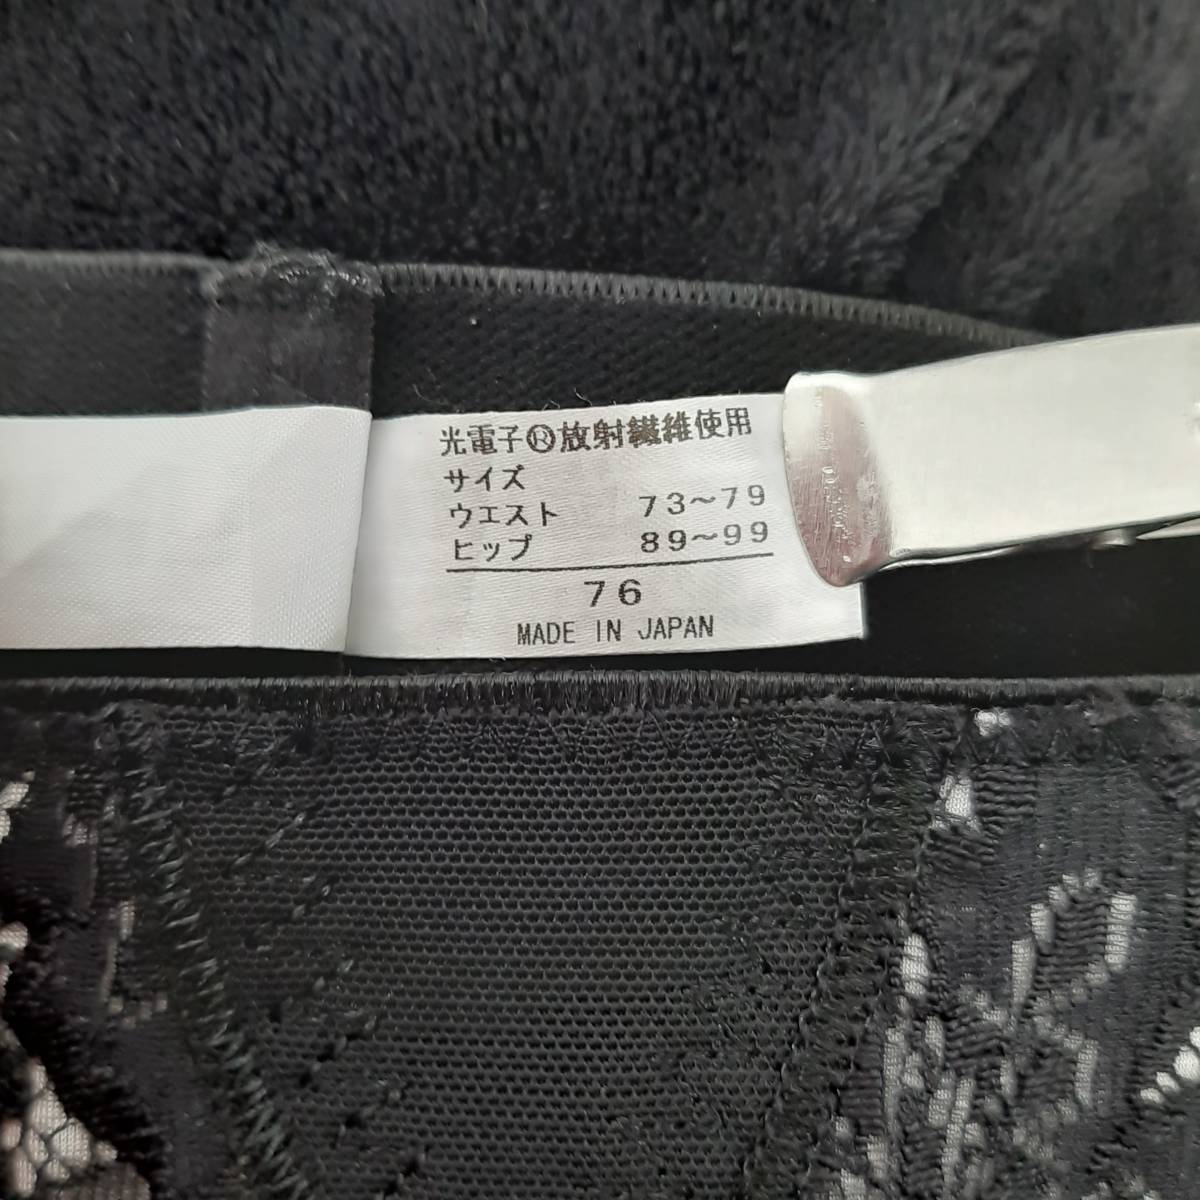 光電子®放射繊維使用
サイズ
ウエスト 73～79
ヒップ 89～99
76
MADE IN JAPAN